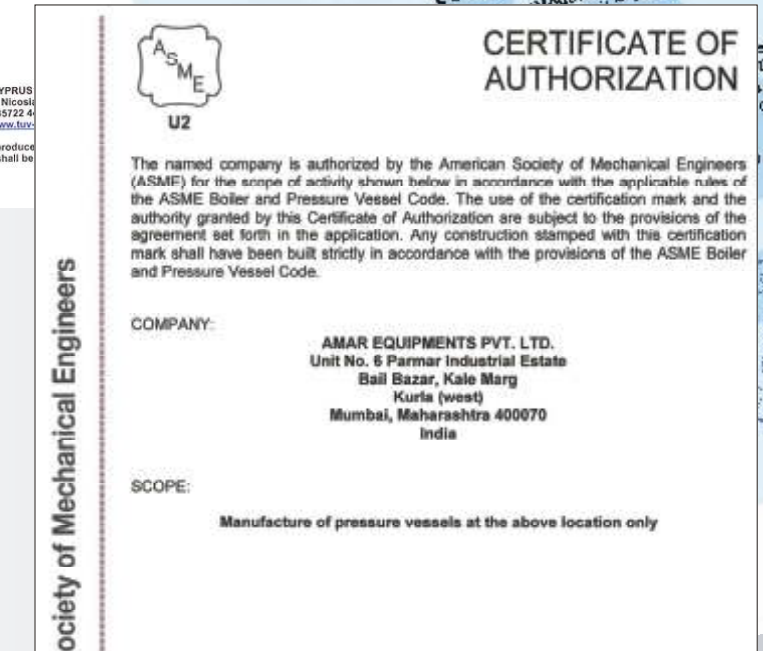 YPRUS
Nicosia
www.tuv-
shall be
ASME
U2
CERTIFICATE OF
AUTHORIZATION
The named company is authorized by the American Society of Mechanical Engineers
(ASME) for the scope of activity shown below in accordance with the applicable rules of
the ASME Boiler and Pressure Vessel Code. The use of the certification mark and the
authority granted by this Certificate of Authorization are subject to the provisions of the
agreement set forth in the application. Any construction stamped with this certification
mark shall have been built strictly in accordance with the provisions of the ASME Boiler
and Pressure Vessel Code.
COMPANY:
AMAR EQUIPMENTS PVT. LTD.
Unit No. 6 Parmar Industrial Estate
Bail Bazar, Kale Marg
Kurla (west)
Mumbai, Maharashtra 400070
India
SCOPE:
Manufacture of pressure vessels at the above location only
ociety of Mechanical Engineers